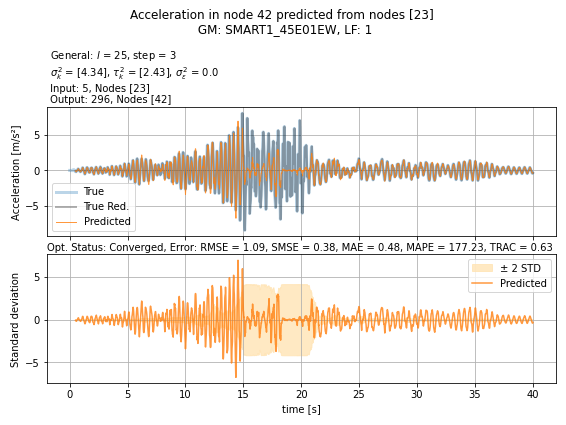 Acceleration in node 42 predicted from nodes [23]
GM: SMART1_45E01EW, LF: 1
General: l = 25, step = 3
σ²ₖ = [4.34], τ²ₖ = [2.43], σ²ε = 0.0
Input: 5, Nodes [23]
Output: 296, Nodes [42]
Acceleration [m/s²]
5
0
−5
True
True Red.
Predicted
Opt. Status: Converged, Error: RMSE = 1.09, SMSE = 0.38, MAE = 0.48, MAPE = 177.23, TRAC = 0.63
Standard deviation
5
0
−5
± 2 STD
Predicted
0 5 10 15 20 25 30 35 40
time [s]